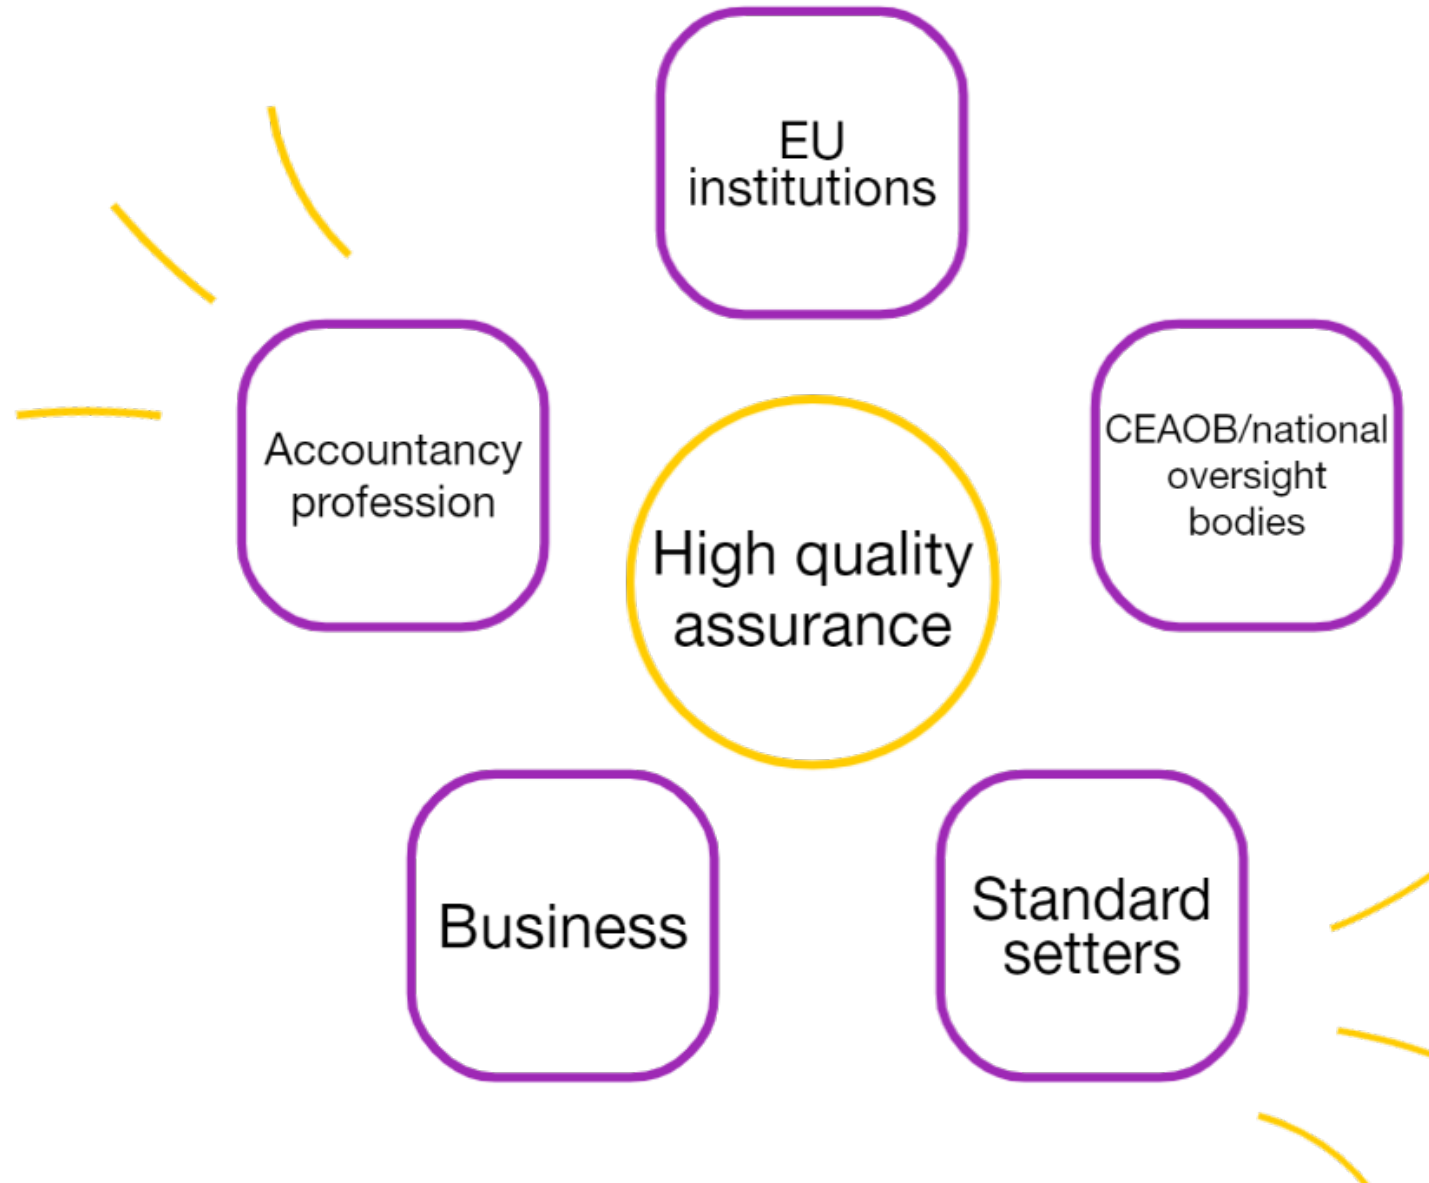 EU
institutions
Accountancy
profession
CEAOB/national
oversight
bodies
High quality
assurance
Business
Standard
setters